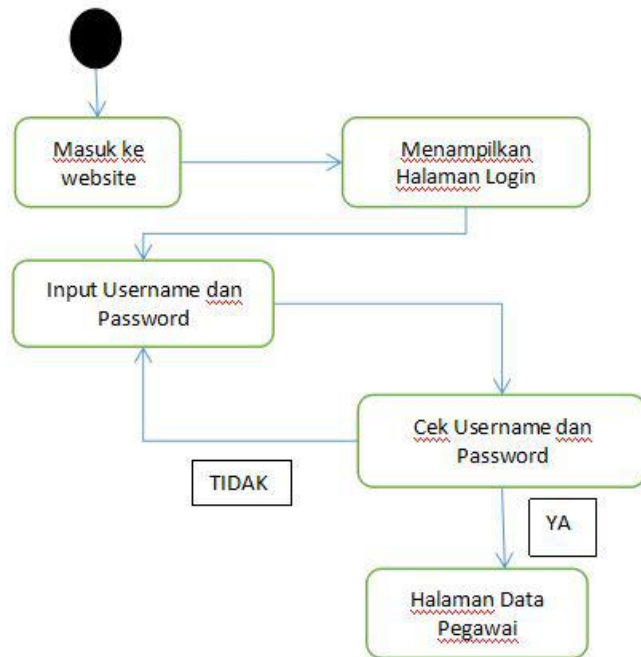 Masuk ke
website
Menampilkan
Halaman Login
Input Username dan
Password
Cek Username dan
Password
TIDAK
YA
Halaman Data
Pegawai